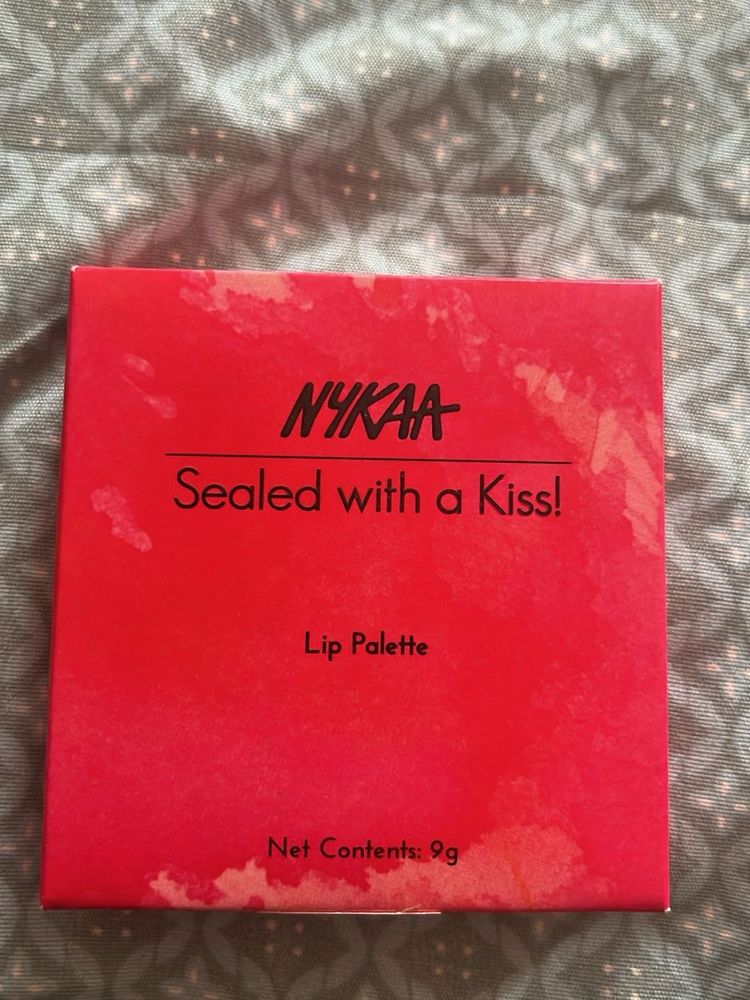 NYKAA
Sealed with a Kiss!
Lip Palette
Net Contents: 9g